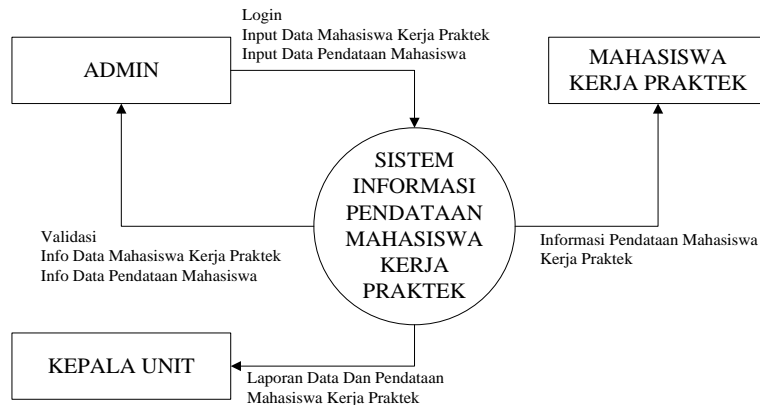 Login
Input Data Mahasiswa Kerja Praktek
Input Data Pendataan Mahasiswa
ADMIN
MAHASISWA
KERJA PRAKTEK
SISTEM
INFORMASI
PENDATAAN
MAHASISWA
KERJA
PRAKTEK
Validasi
Info Data Mahasiswa Kerja Praktek
Info Data Pendataan Mahasiswa
Informasi Pendataan Mahasiswa
Kerja Praktek
KEPALA UNIT
Laporan Data Dan Pendataan
Mahasiswa Kerja Praktek